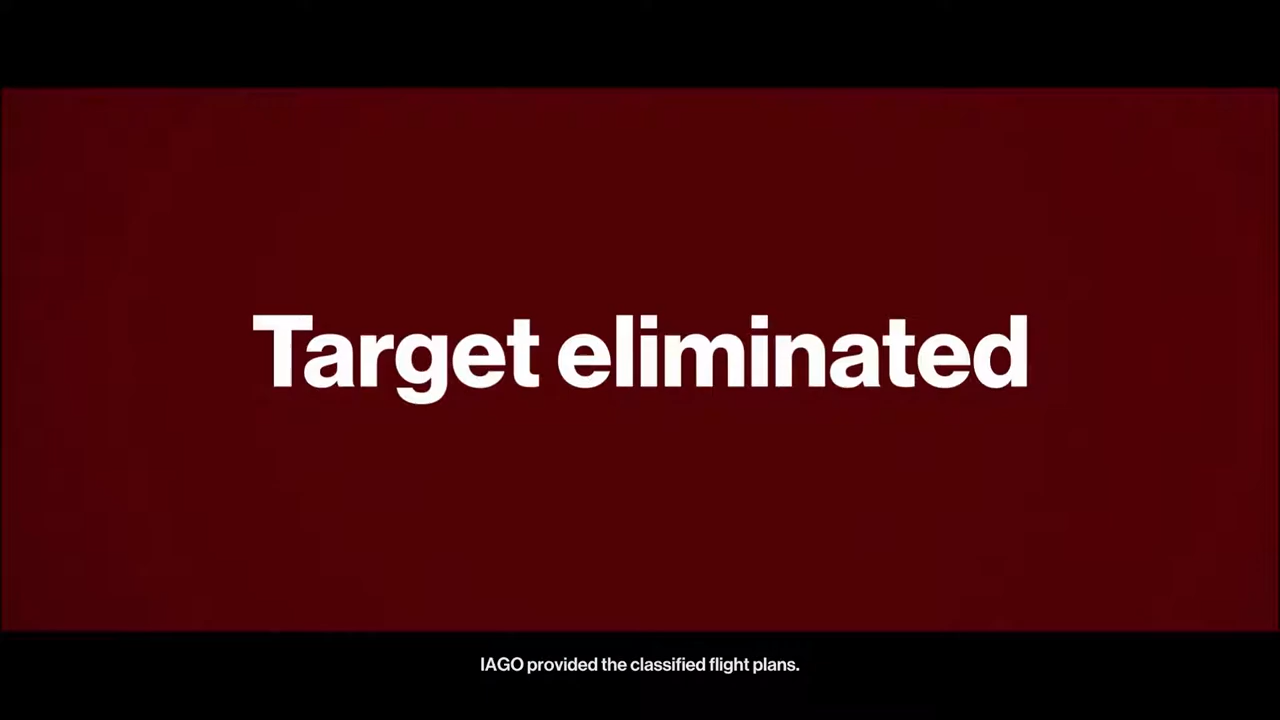 Target eliminated
IAGO provided the classified flight plans.